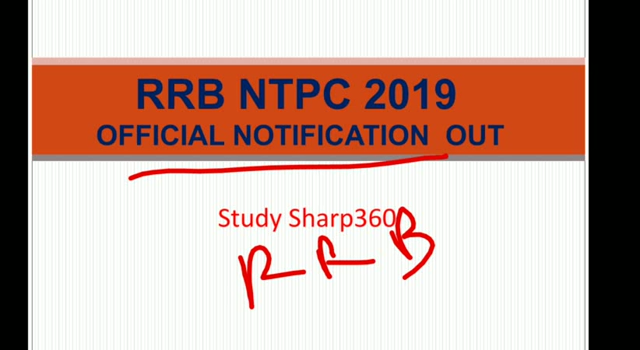 RRB NTPC 2019
OFFICIAL NOTIFICATION OUT
Study Sharp360
RRB